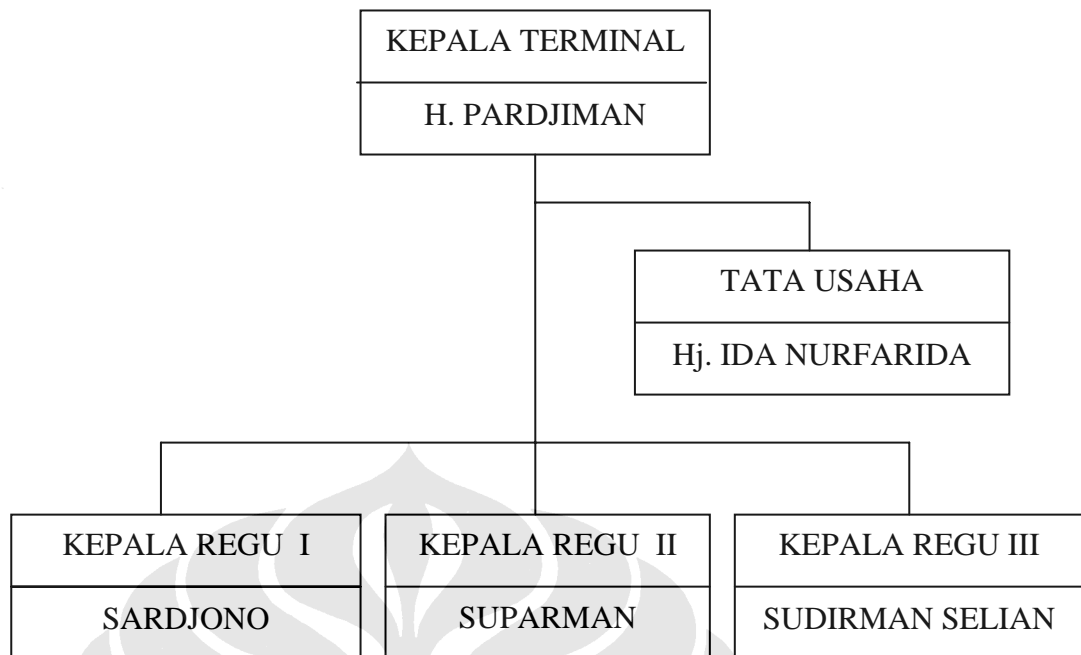 KEPALA TERMINAL
H. PARDJIMAN
TATA USAHA
Hj. IDA NURFARIDA
KEPALA REGU I
SARDJONO
KEPALA REGU II
SUPARMAN
KEPALA REGU III
SUDIRMAN SELIAN